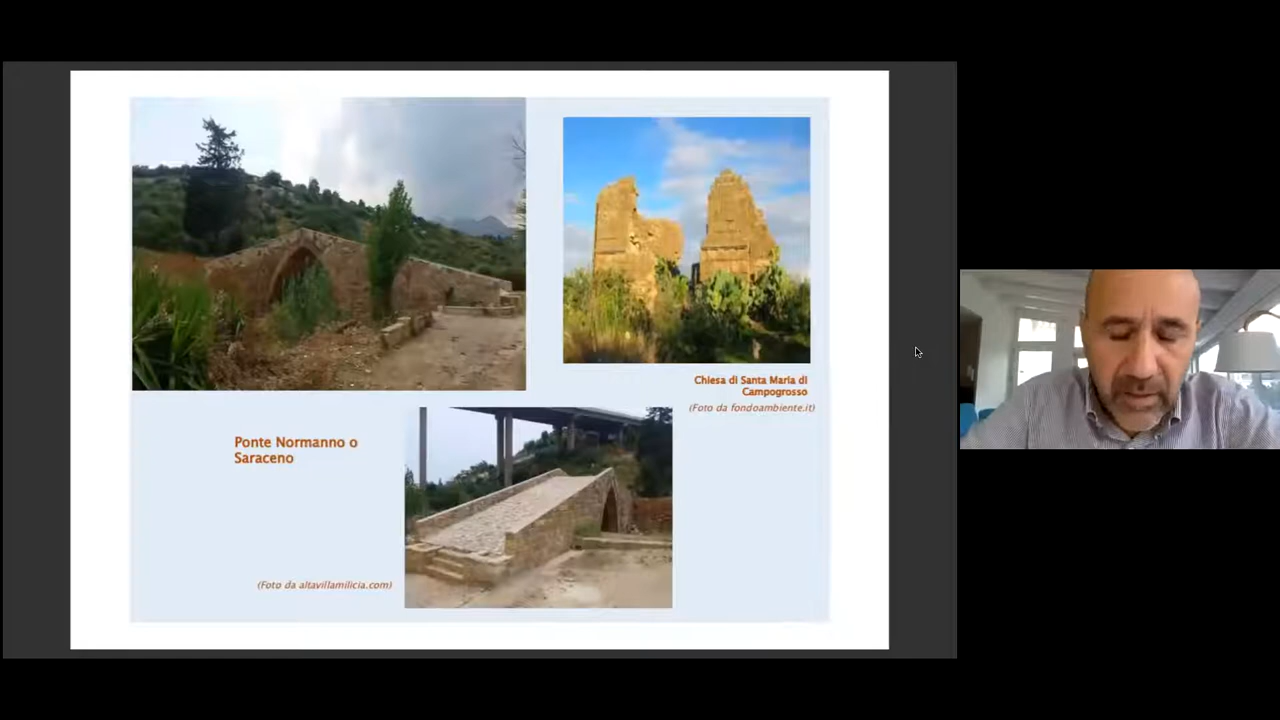 Chiesa di Santa Maria di
Campogrosso
(Foto da fondoambiente.it)
Ponte Normanno o
Saraceno
(Foto da altavillamilicia.com)